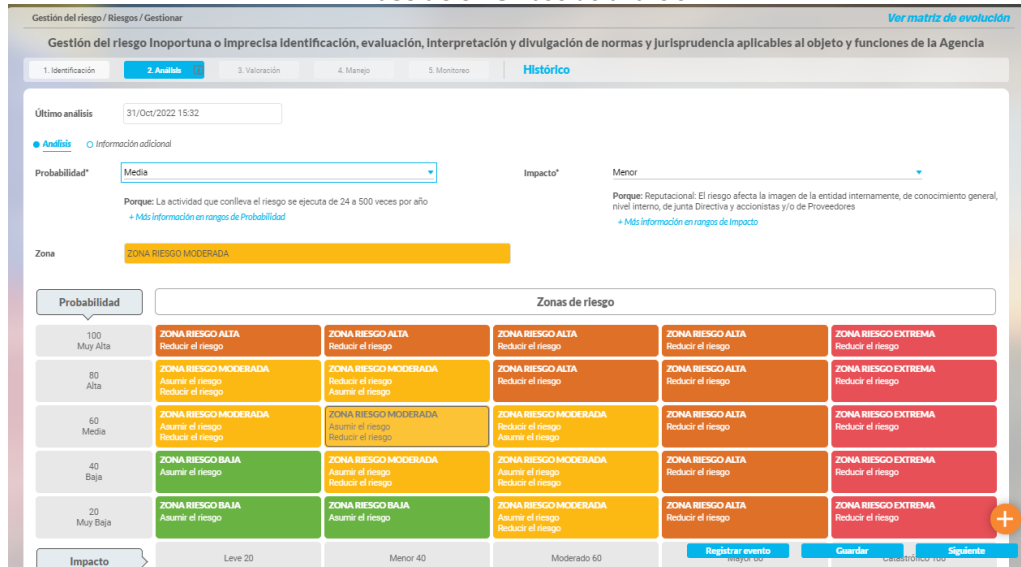 Gestión del riesgo / Riesgos / Gestionar
Ver matriz de evolución
Gestión del riesgo Inoportuna o imprecisa identificación, evaluación, interpretación y divulgación de normas y jurisprudencia aplicables al objeto y funciones de la Agencia
1. Identificación
2. Análisis
3. Valoración
4. Manejo
5. Monitoreo
Histórico
Último análisis
31/Oct/2022 15:32
Análisis
Información adicional
Probabilidad*
Media
Impacto*
Menor
Porque: La actividad que conlleva el riesgo se ejecuta de 24 a 500 veces por año
+ Más información en rangos de Probabilidad
Porque: Reputacional: El riesgo afecta la imagen de la entidad internamente, de conocimiento general,
nivel interno, de junta Directiva y accionistas y/o de Proveedores
+ Más información en rangos de Impacto
Zona
ZONA RIESGO MODERADA
Probabilidad
Zonas de riesgo
100
Muy Alta
ZONA RIESGO ALTA
Reducir el riesgo
ZONA RIESGO ALTA
Reducir el riesgo
ZONA RIESGO ALTA
Reducir el riesgo
ZONA RIESGO ALTA
Reducir el riesgo
ZONA RIESGO EXTREMA
Reducir el riesgo
80
Alta
ZONA RIESGO MODERADA
Asumir el riesgo
Reducir el riesgo
ZONA RIESGO MODERADA
Reducir el riesgo
Asumir el riesgo
ZONA RIESGO ALTA
Reducir el riesgo
ZONA RIESGO ALTA
Reducir el riesgo
ZONA RIESGO EXTREMA
Reducir el riesgo
60
Media
ZONA RIESGO MODERADA
Asumir el riesgo
Reducir el riesgo
ZONA RIESGO MODERADA
Asumir el riesgo
Reducir el riesgo
ZONA RIESGO MODERADA
Reducir el riesgo
Asumir el riesgo
ZONA RIESGO ALTA
Reducir el riesgo
ZONA RIESGO EXTREMA
Reducir el riesgo
40
Baja
ZONA RIESGO BAJA
Asumir el riesgo
ZONA RIESGO MODERADA
Asumir el riesgo
Reducir el riesgo
ZONA RIESGO MODERADA
Asumir el riesgo
Reducir el riesgo
ZONA RIESGO ALTA
Reducir el riesgo
ZONA RIESGO EXTREMA
Reducir el riesgo
20
Muy Baja
ZONA RIESGO BAJA
Asumir el riesgo
ZONA RIESGO BAJA
Asumir el riesgo
ZONA RIESGO MODERADA
Asumir el riesgo
Reducir el riesgo
ZONA RIESGO ALTA
Reducir el riesgo
ZONA RIESGO EXTREMA
Reducir el riesgo
Impacto
Leve 20
Menor 40
Moderado 60
Registrar evento
Guardar
Siguiente